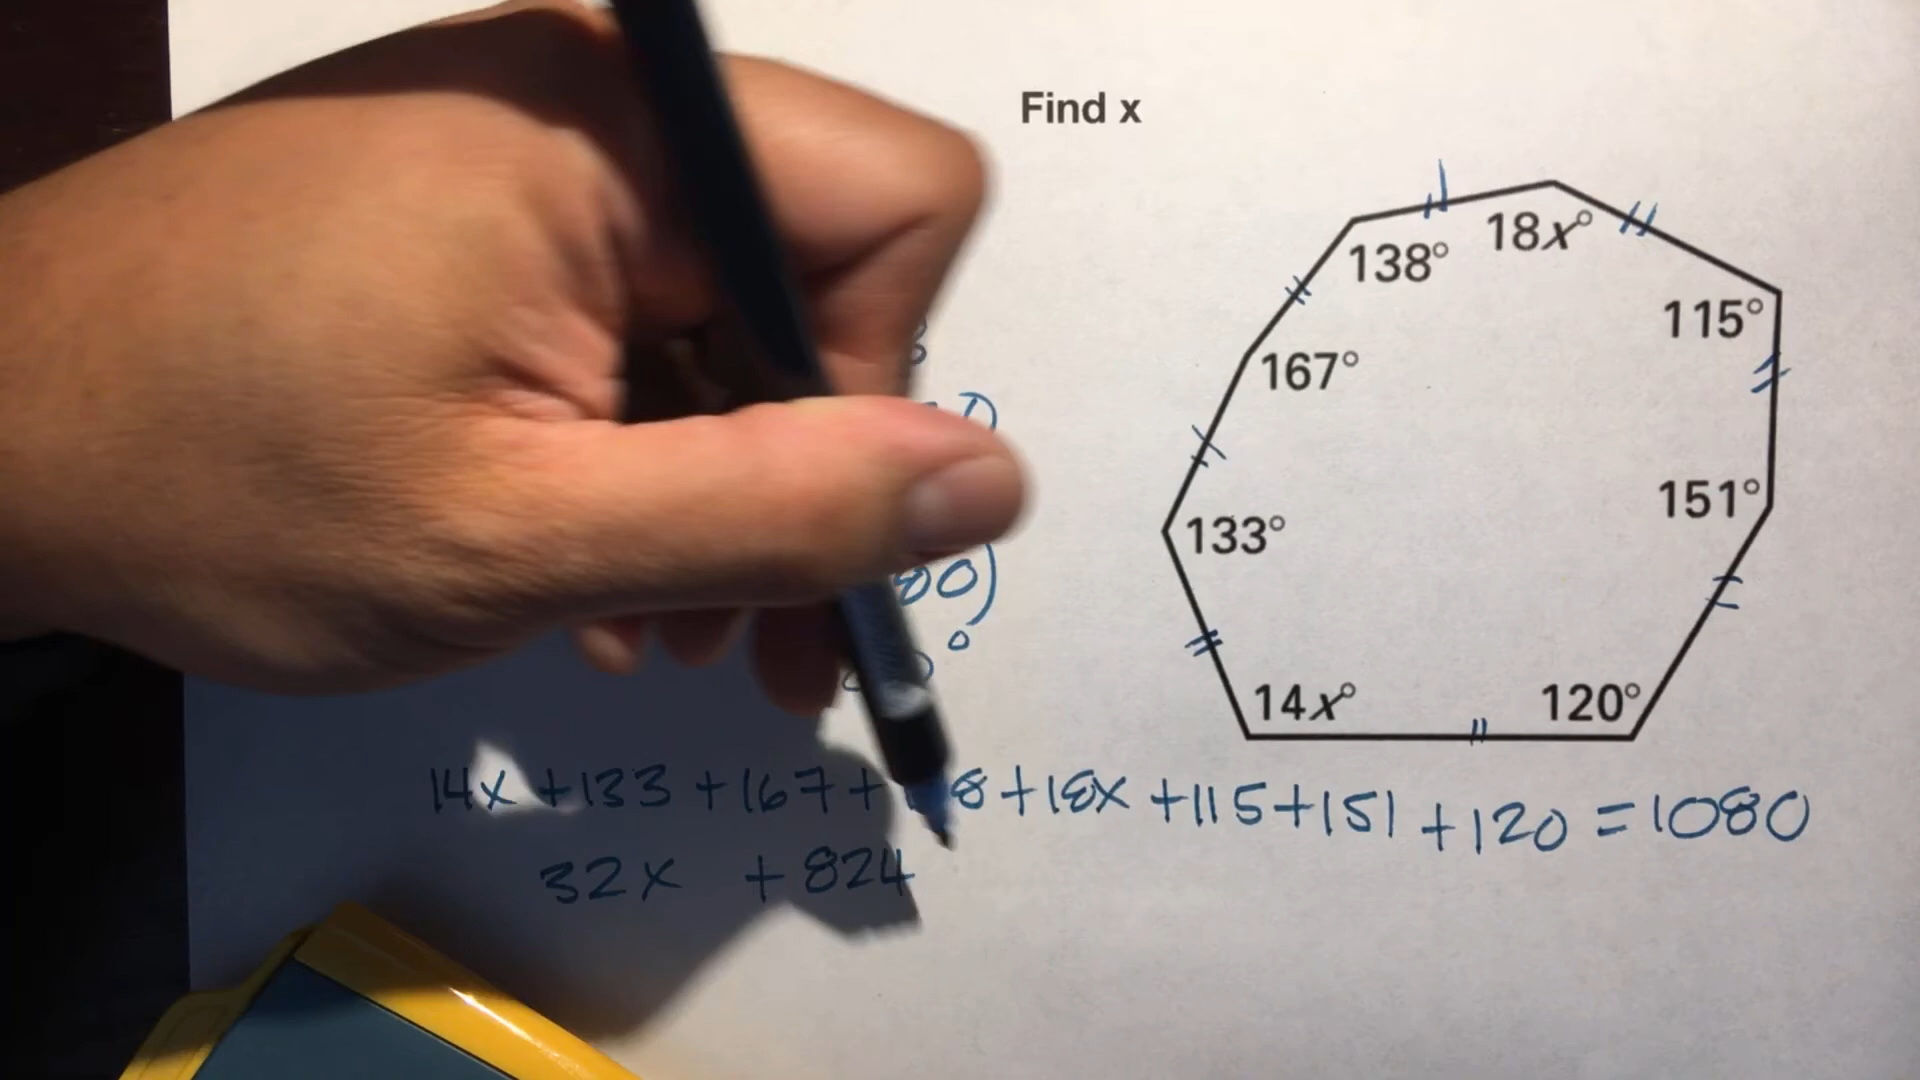 Find x
18x°
138°
115°
167°
151°
133°
14x°
120°
80)
14x +133 +167+ 8+18x +115+151 +120 =1080
32x + 824